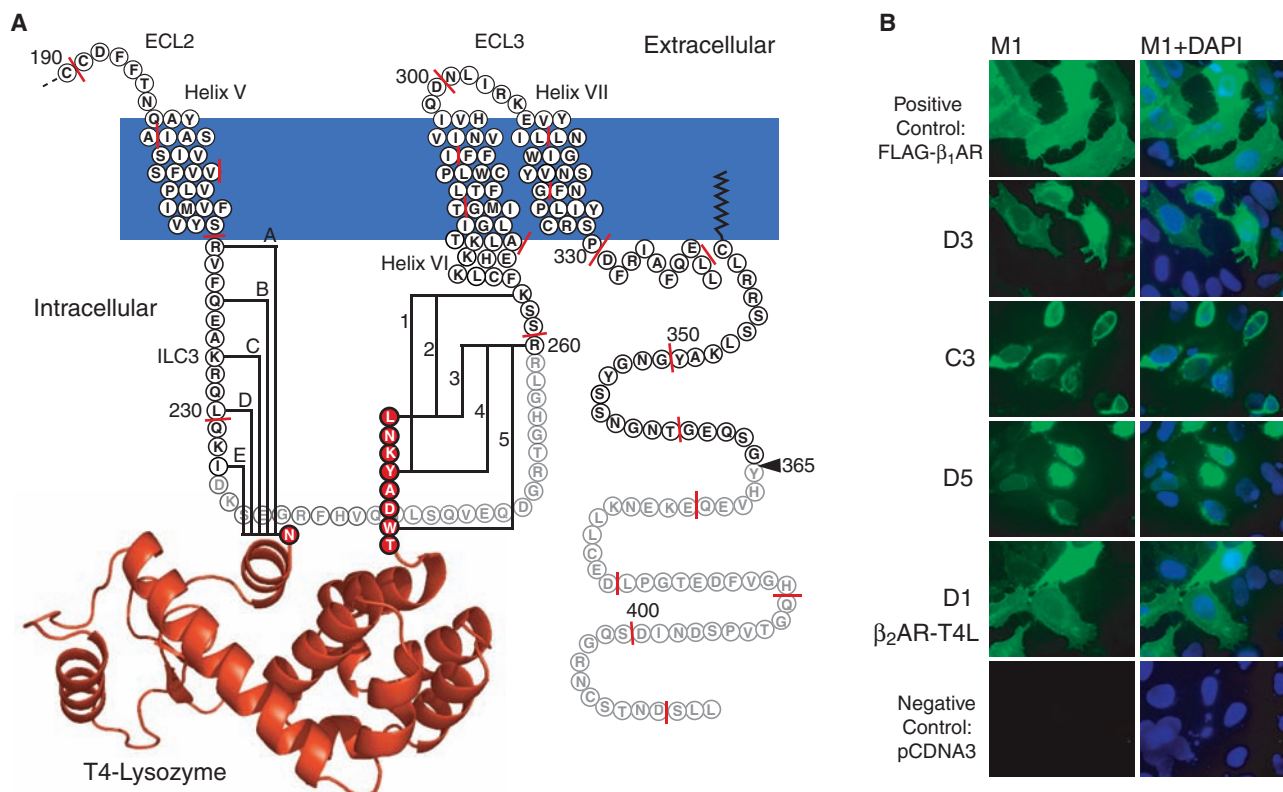 A
ECL2
ECL3
Extracellular
190
C C D F F T N
Helix V
Q A Y
A I A S
S I V V
S F V V
P L V V
I M V F
V Y S
300
D N L I R K
Q
Helix VII
I V H
V I N V
I F F
P L W C
L T F
T G M I
I G L
T K L A
K H E
K L C F
Helix VI
E V Y
I L L N
W I G
Y V N S
G F N
P L I Y
C R S
330
P D F R I A F Q E L L C
L R R S S L K A Y G N G
350
Y S S N G N T G E Q S G
365
Y H V E Q E K E N K
L L C E D L P G T E D F V G H
Q G T V P S D N I D S Q G
400
R N C S T N D S L L
Intracellular
ILC3
R V F Q E A K R Q L
230
Q K I
D K S E G R F H V Q
L S Q V E Q D
G R T G H G L R
K S S R
260
A
B
C
D
E
N
1
2
3
4
5
L
N
K
Y
A
D
W
T
T4-Lysozyme
B
M1
M1+DAPI
Positive
Control:
FLAG-β1AR
D3
C3
D5
D1
β2AR-T4L
Negative
Control:
pCDNA3